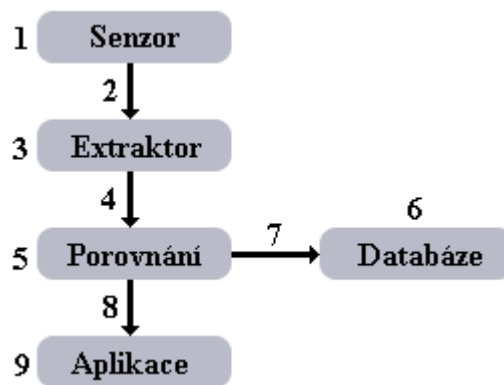 1 Senzor
2
3 Extraktor
4
6
7
5 Porovnání Databáze
8
9 Aplikace